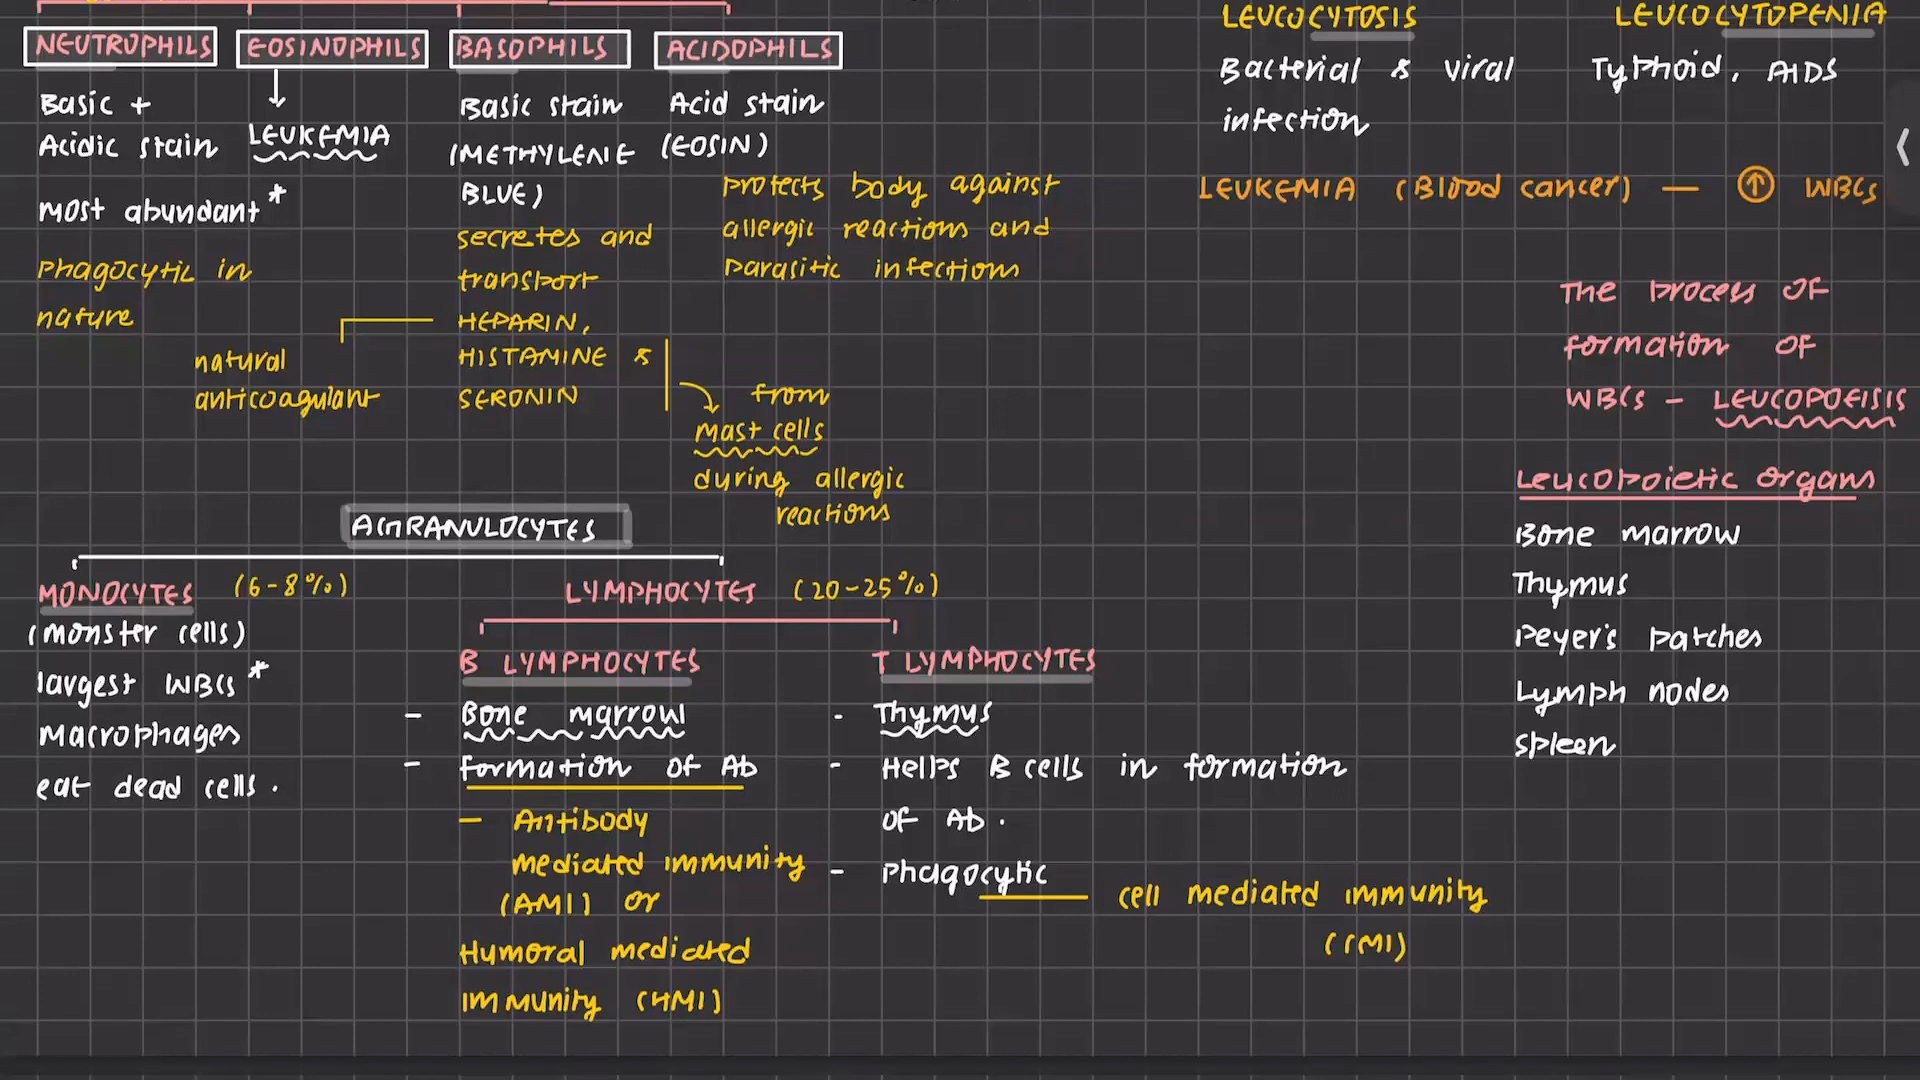 NEUTROPHILS
Basic +
Acidic stain
most abundant*
Phagocytic in
nature
EOSINOPHILS
LEUKEMIA
BASOPHILS
Basic stain
(METHYLENE
BLUE)
secretes and
transport
HEPARIN,
HISTAMINE &
SERONIN
natural
anticoagulant
from
mast cells
during allergic
reactions
ACIDOPHILS
Acid stain
(EOSIN)
protects body against
allergic reactions and
parasitic infections
LEUCOCYTOSIS
Bacterial & viral
infection
LEUCOCYTOPENIA
Typhoid, AIDS
LEUKEMIA (Blood cancer) — ↑ WBCs
The process of
formation of
WBCs - LEUCOPOEISIS
Leucopoietic organs
Bone marrow
Thymus
Peyer's patches
Lymph nodes
spleen
AGRANULOCYTES
MONOCYTES (6-8%)
(monster cells)
largest WBCs*
Macrophages
eat dead cells.
LYMPHOCYTES (20-25%)
B LYMPHOCYTES
- Bone marrow
- formation of Ab
- Antibody
mediated immunity
(AMI) or
Humoral mediated
immunity (HMI)
T LYMPHOCYTES
- Thymus
- Helps B cells in formation
of Ab.
- Phagocytic
cell mediated immunity
(CMI)